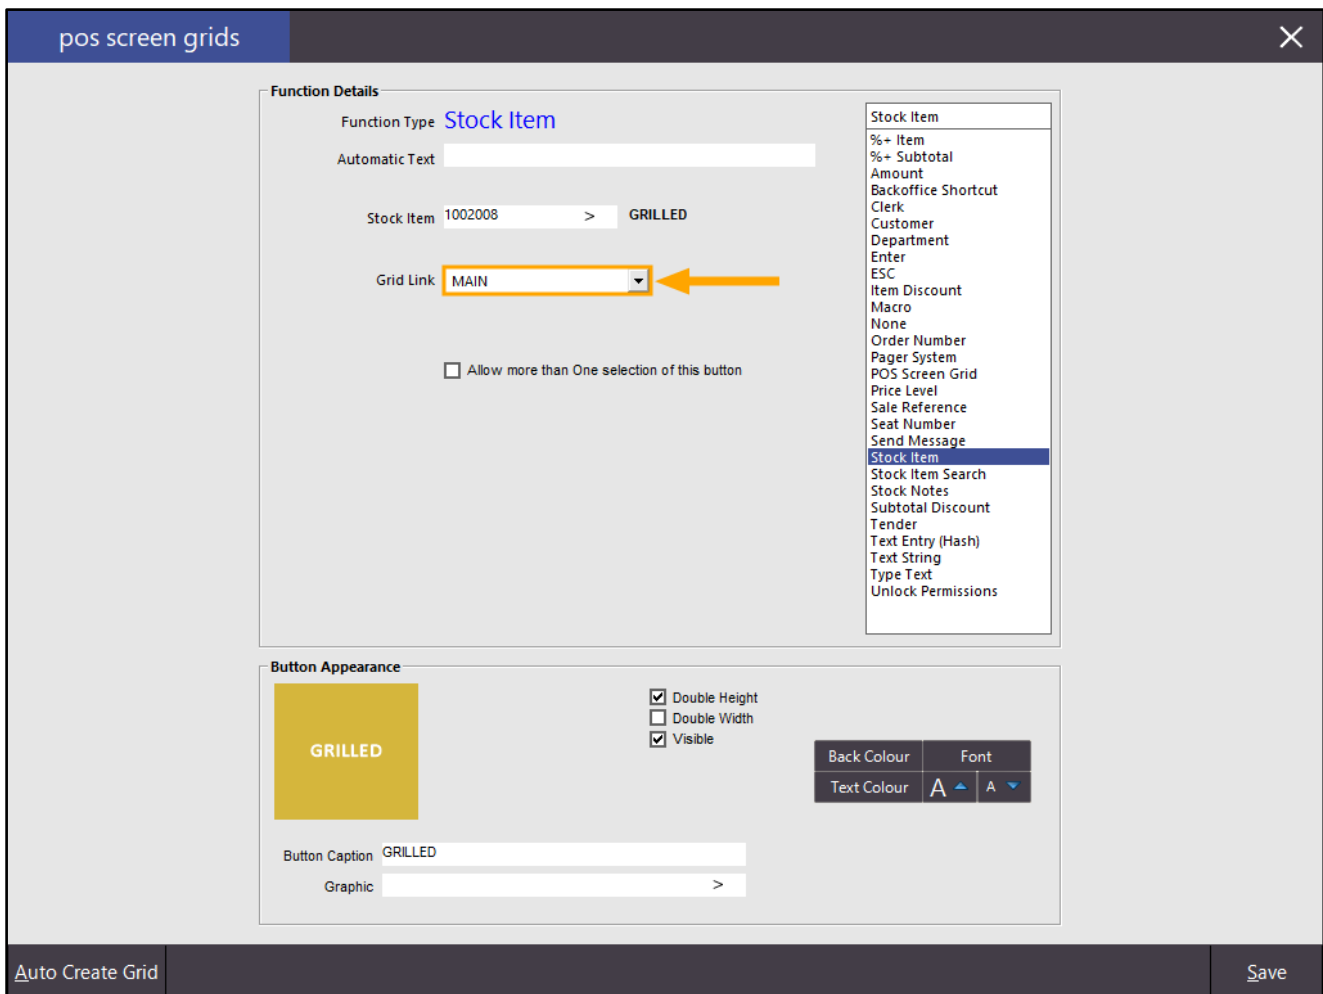 pos screen grids
Function Details
Function Type Stock Item
Automatic Text
Stock Item 1002008 > GRILLED
Grid Link MAIN
Allow more than One selection of this button
Stock Item
%+ Item
%+ Subtotal
Amount
Backoffice Shortcut
Clerk
Customer
Department
Enter
ESC
Item Discount
Macro
None
Order Number
Pager System
POS Screen Grid
Price Level
Sale Reference
Seat Number
Send Message
Stock Item
Stock Item Search
Stock Notes
Subtotal Discount
Tender
Text Entry (Hash)
Text String
Type Text
Unlock Permissions
Button Appearance
GRILLED
Double Height
Double Width
Visible
Back Colour Font
Text Colour A A
Button Caption GRILLED
Graphic >
Auto Create Grid Save